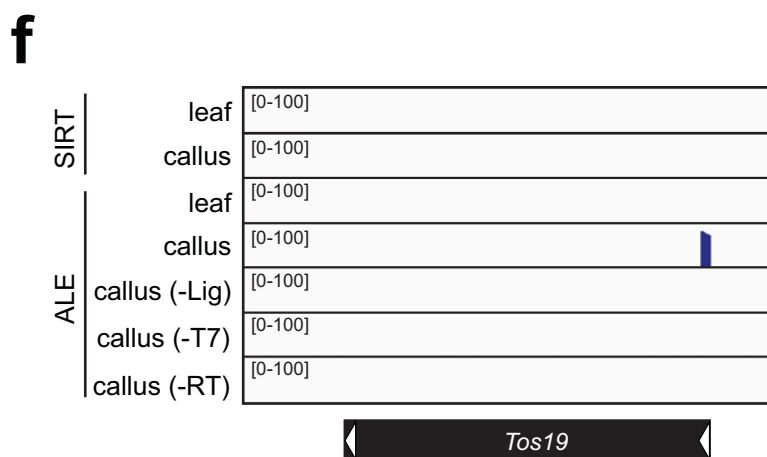 f
SIRT
leaf [0-100]
callus [0-100]
ALE
leaf [0-100]
callus [0-100]
callus (-Lig) [0-100]
callus (-T7) [0-100]
callus (-RT) [0-100]
Tos19